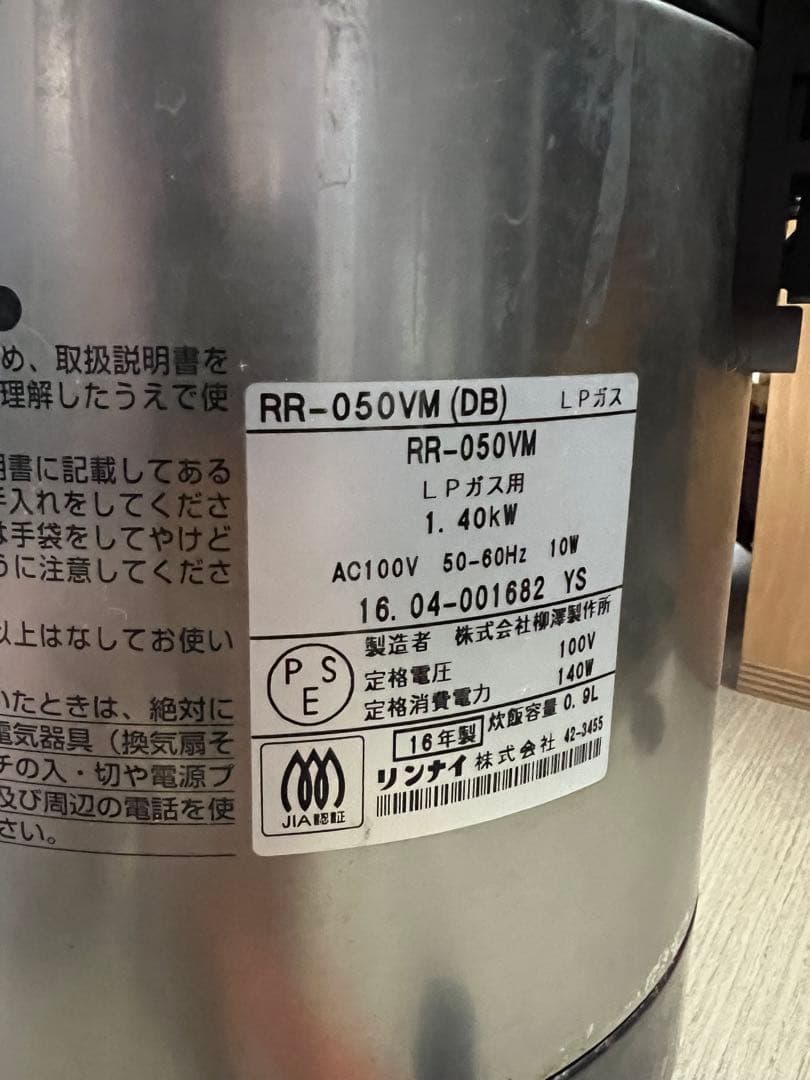 め、取扱説明書を
理解したうえで使
明書に記載してある
手入れをしてくださ
は手袋をしてやけど
うに注意してくださ
以上はなしてお使い
いたときは、絶対に
電気器具（換気扇そ
チの入・切や電源プ
及び周辺の電話を使
さい。
RR-050VM(DB) LPガス
RR-050VM
LPガス用
1.40kW
AC100V 50-60Hz 10W
16.04-001682 YS
製造者 株式会社柳澤製作所
PSE
定格電圧 100V
定格消費電力 140W
16年製 炊飯容量 0.9L
リンナイ株式会社 42-3455
JIA認証